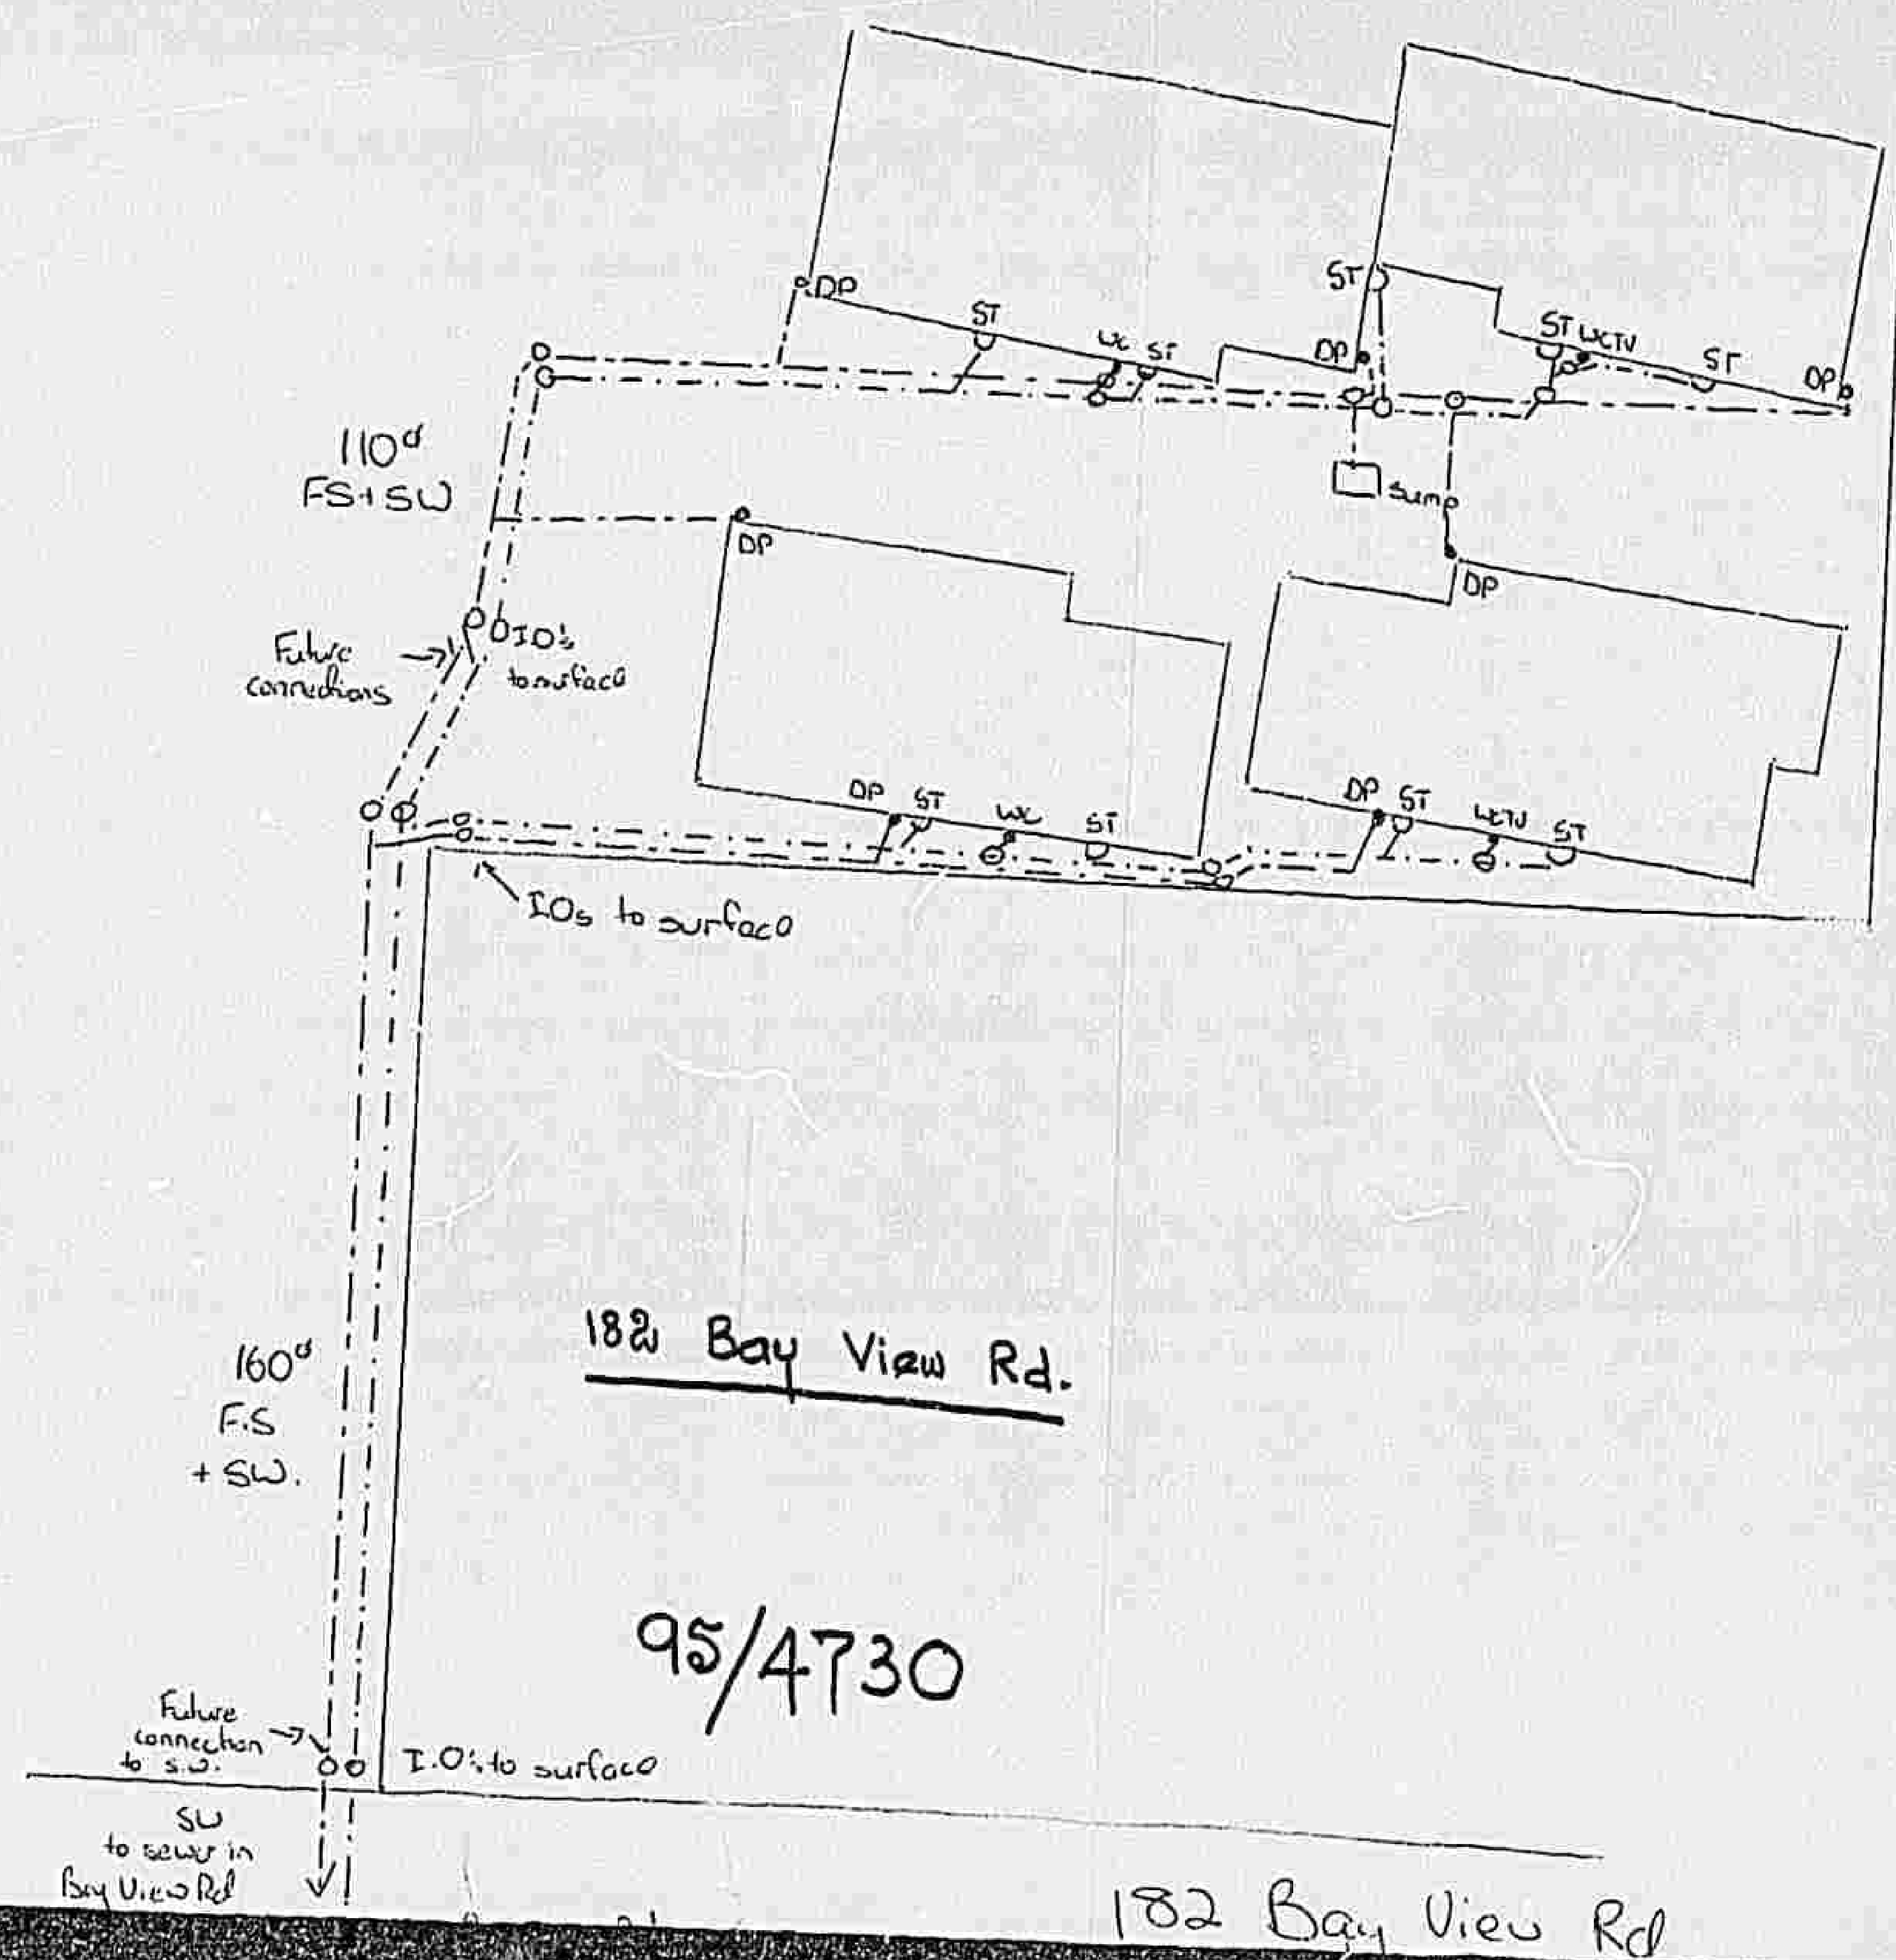 DP
ST
WC
ST
ST
DP
ST
WCTV
ST
DP
110ᵈ
FS+SW
Sump
DP
DP
IO's
to surface
Future
connections
DP
ST
WC
ST
DP
ST
WCTV
ST
IOs to surface
182 Bay View Rd.
160ᵈ
F.S
+ SW.
95/4730
Future
connection
to s.w.
I.O's to surface
SW
to sewer in
Bay View Rd
182 Bay View Rd